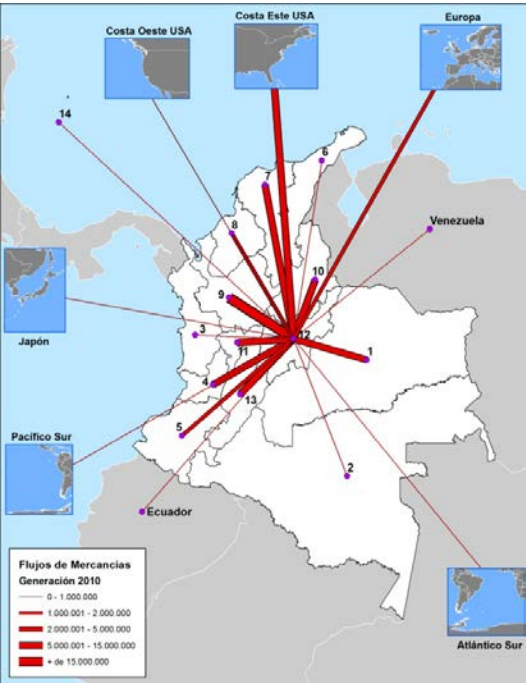 Costa Oeste USA
Costa Este USA
Europa
14
6
7
8
Venezuela
10
9
3
12
11
1
Japón
4
13
5
2
Pacífico Sur
Ecuador
Flujos de Mercancias
Generación 2010
0 - 1.000.000
1.000.001 - 2.000.000
2.000.001 - 5.000.000
5.000.001 - 15.000.000
+ de 15.000.000
Atlántico Sur